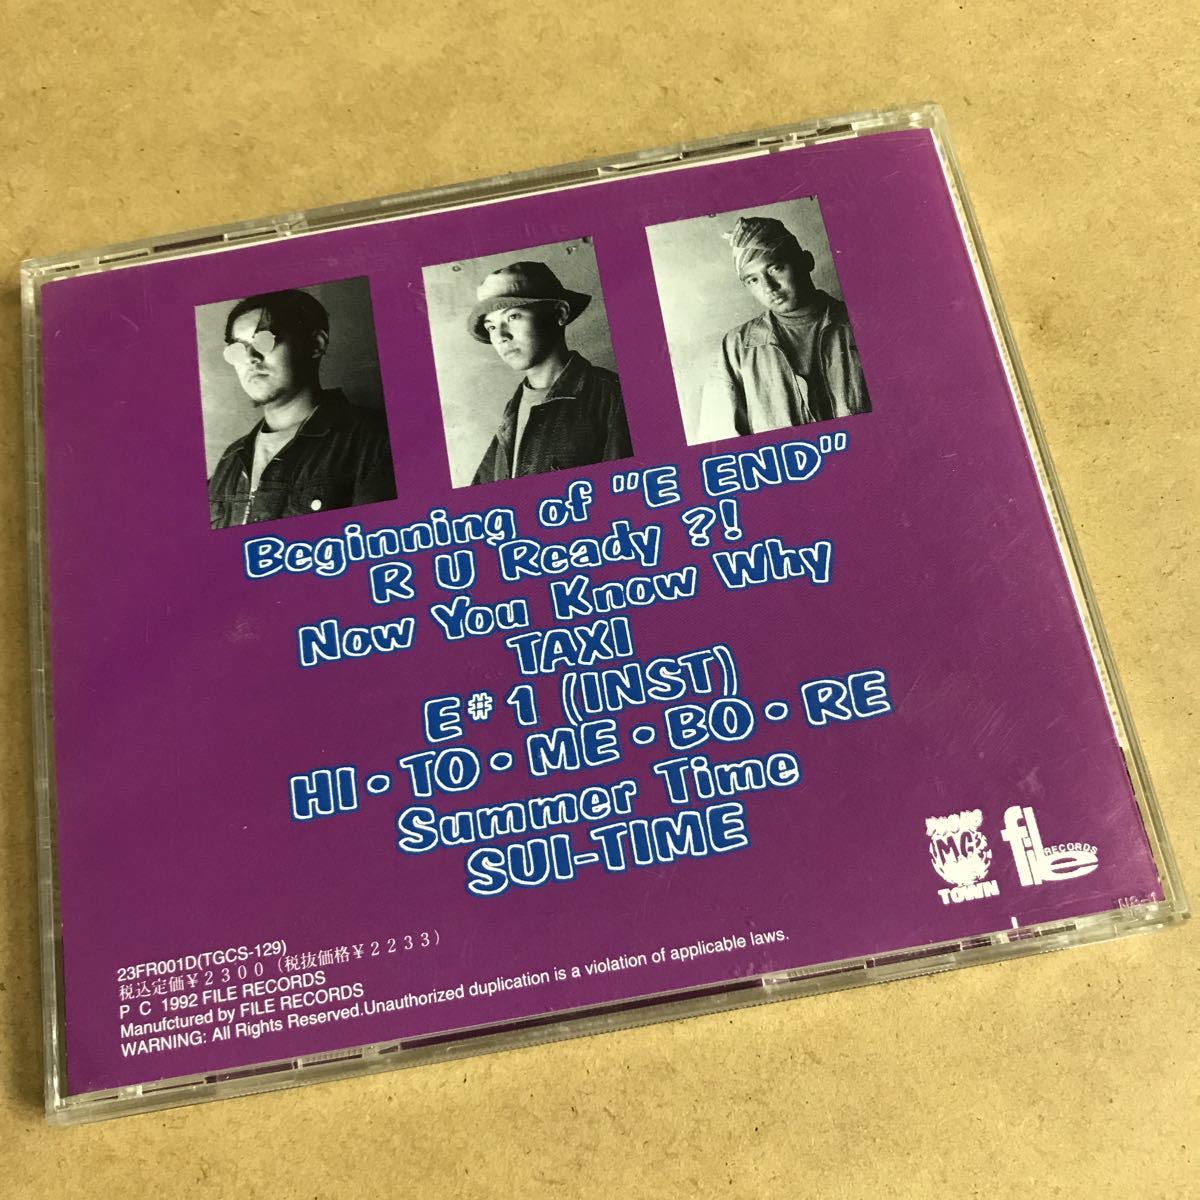 Beginning of "E END"
R U Ready ?!
Now You Know Why
TAXI
E#1 (INST)
HI・TO・ME・BO・RE
Summer Time
SUI-TIME
MC's
TOWN
file
RECORDS
23FR001D(TGCS-129)
税込定価￥２３００（税抜価格￥２２３３）
P C 1992 FILE RECORDS
Manufctured by FILE RECORDS
WARNING: All Rights Reserved.Unauthorized duplication is a violation of applicable laws.